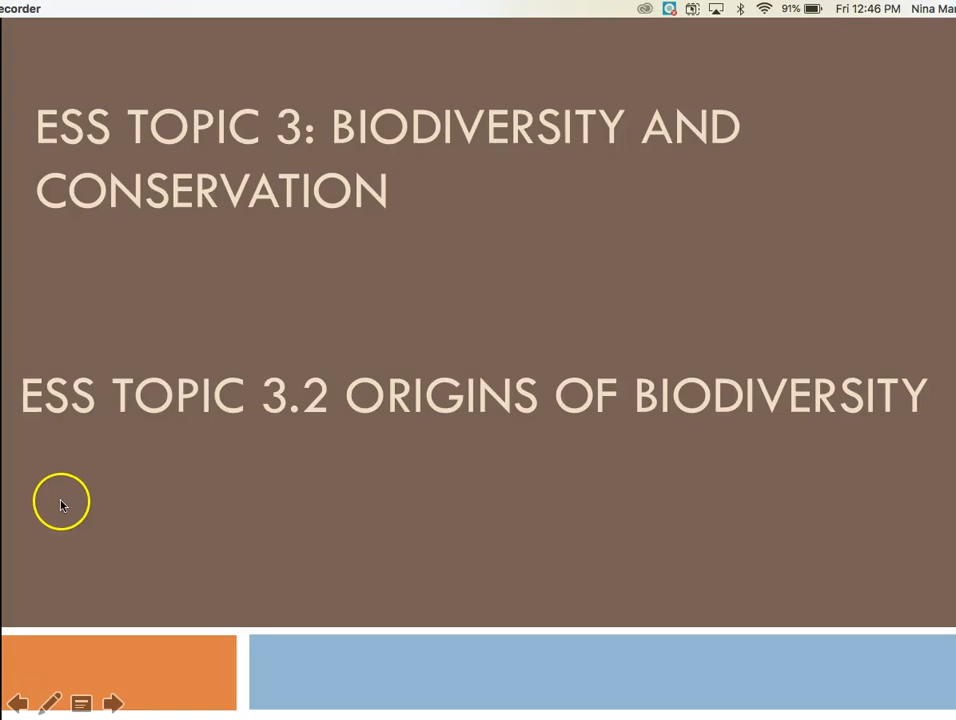 ecorder 91% Fri 12:46 PM Nina Mar
ESS TOPIC 3: BIODIVERSITY AND
CONSERVATION
ESS TOPIC 3.2 ORIGINS OF BIODIVERSITY